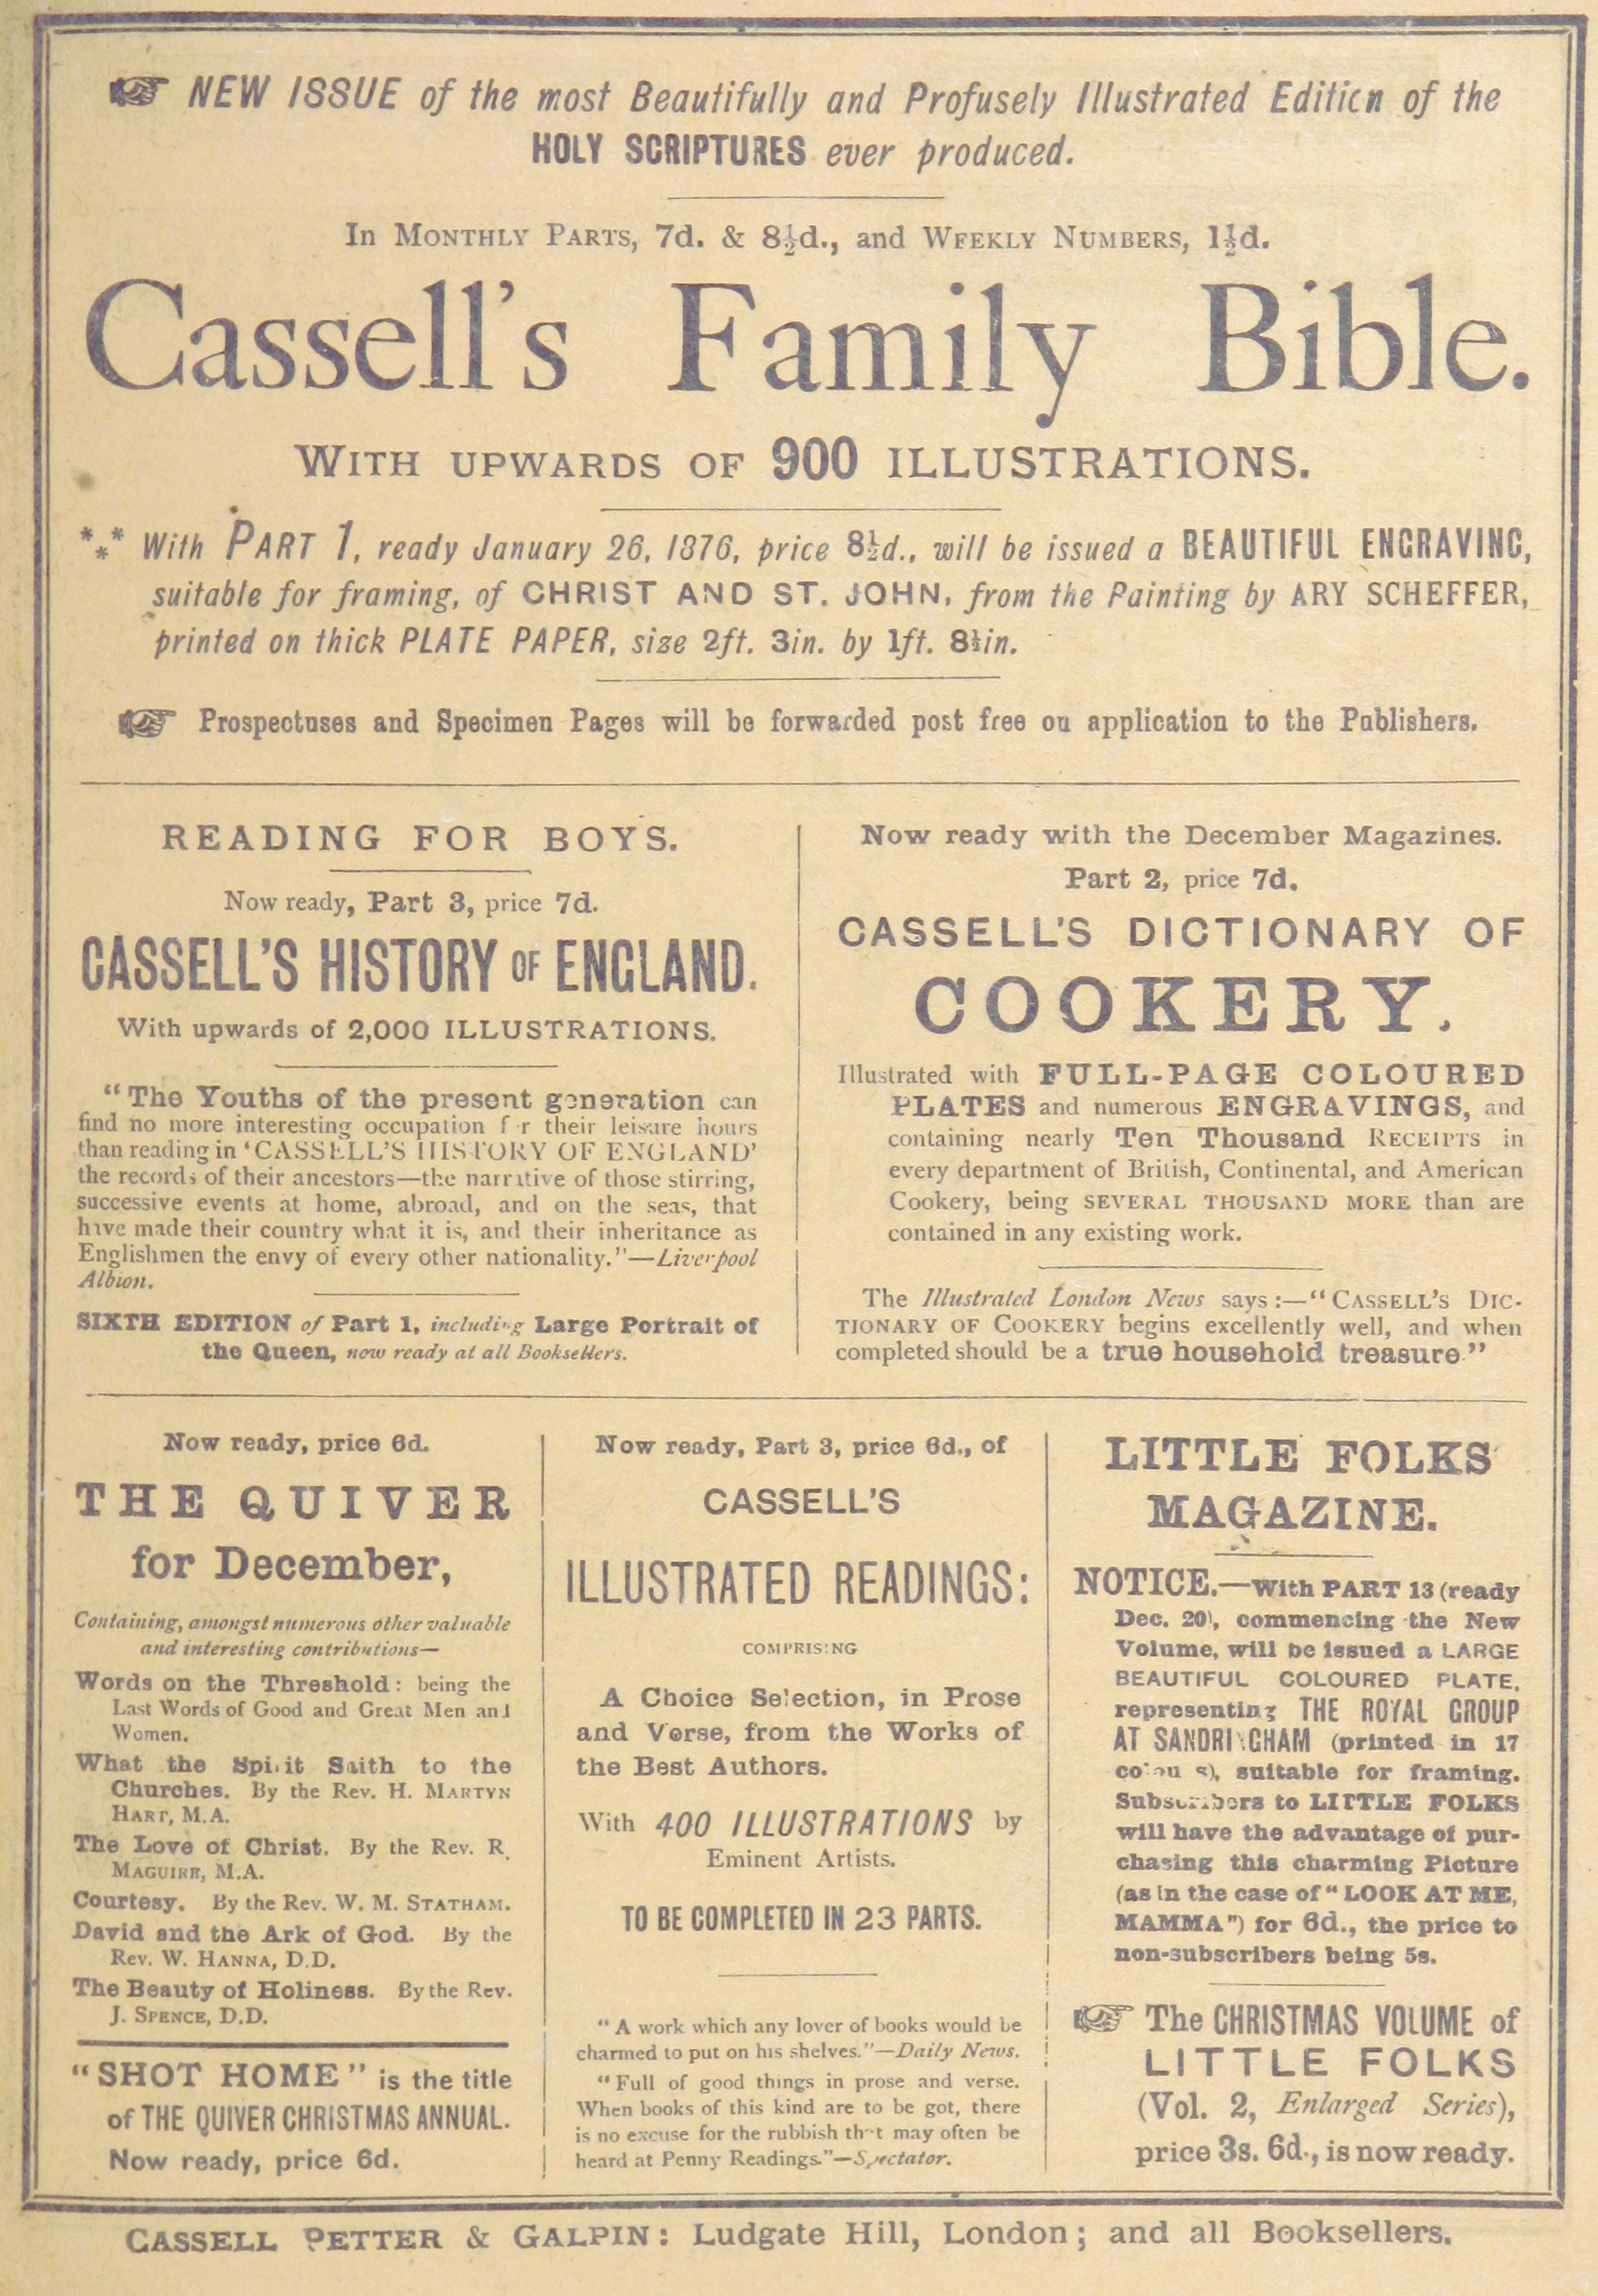 NEW ISSUE of the most Beautifully and Profusely Illustrated Edition of the
HOLY SCRIPTURES ever produced.
In MONTHLY PARTS, 7d. & 8½d., and WEEKLY NUMBERS, 1½d.
Cassell's Family Bible.
WITH UPWARDS OF 900 ILLUSTRATIONS.
*** With PART 1, ready January 26, 1876, price 8½d., will be issued a BEAUTIFUL ENGRAVING,
suitable for framing, of CHRIST AND ST. JOHN, from the Painting by ARY SCHEFFER,
printed on thick PLATE PAPER, size 2ft. 3in. by 1ft. 8½in.
Prospectuses and Specimen Pages will be forwarded post free on application to the Publishers.
READING FOR BOYS.
Now ready, Part 3, price 7d.
CASSELL'S HISTORY OF ENGLAND.
With upwards of 2,000 ILLUSTRATIONS.
"The Youths of the present generation can
find no more interesting occupation for their leisure hours
than reading in 'CASSELL'S HISTORY OF ENGLAND'
the records of their ancestors—the narrative of those stirring,
successive events at home, abroad, and on the seas, that
have made their country what it is, and their inheritance as
Englishmen the envy of every other nationality."—Liverpool
Albion.
SIXTH EDITION of Part 1, including Large Portrait of
the Queen, now ready at all Booksellers.
Now ready with the December Magazines.
Part 2, price 7d.
CASSELL'S DICTIONARY OF
COOKERY.
Illustrated with FULL-PAGE COLOURED
PLATES and numerous ENGRAVINGS, and
containing nearly Ten Thousand RECEIPTS in
every department of British, Continental, and American
Cookery, being SEVERAL THOUSAND MORE than are
contained in any existing work.
The Illustrated London News says:—"CASSELL'S DIC-
TIONARY OF COOKERY begins excellently well, and when
completed should be a true household treasure."
Now ready, price 6d.
THE QUIVER
for December,
Containing, amongst numerous other valuable
and interesting contributions—
Words on the Threshold: being the
Last Words of Good and Great Men and
Women.
What the Spirit Saith to the
Churches. By the Rev. H. MARTYN
HART, M.A.
The Love of Christ. By the Rev. R.
MAGUIRE, M.A.
Courtesy. By the Rev. W. M. STATHAM.
David and the Ark of God. By the
Rev. W. HANNA, D.D.
The Beauty of Holiness. By the Rev.
J. SPENCE, D.D.
"SHOT HOME" is the title
of THE QUIVER CHRISTMAS ANNUAL.
Now ready, price 6d.
Now ready, Part 3, price 6d., of
CASSELL'S
ILLUSTRATED READINGS:
COMPRISING
A Choice Selection, in Prose
and Verse, from the Works of
the Best Authors.
With 400 ILLUSTRATIONS by
Eminent Artists.
TO BE COMPLETED IN 23 PARTS.
"A work which any lover of books would be
charmed to put on his shelves."—Daily News.
"Full of good things in prose and verse.
When books of this kind are to be got, there
is no excuse for the rubbish that may often be
heard at Penny Readings."—Spectator.
LITTLE FOLKS
MAGAZINE.
NOTICE.—With PART 13 (ready
Dec. 20), commencing the New
Volume, will be issued a LARGE
BEAUTIFUL COLOURED PLATE,
representing THE ROYAL GROUP
AT SANDRINGHAM (printed in 17
colours), suitable for framing.
Subscribers to LITTLE FOLKS
will have the advantage of pur-
chasing this charming Picture
(as in the case of "LOOK AT ME,
MAMMA") for 6d., the price to
non-subscribers being 5s.
The CHRISTMAS VOLUME of
LITTLE FOLKS
(Vol. 2, Enlarged Series),
price 3s. 6d., is now ready.
CASSELL PETTER & GALPIN: Ludgate Hill, London; and all Booksellers.